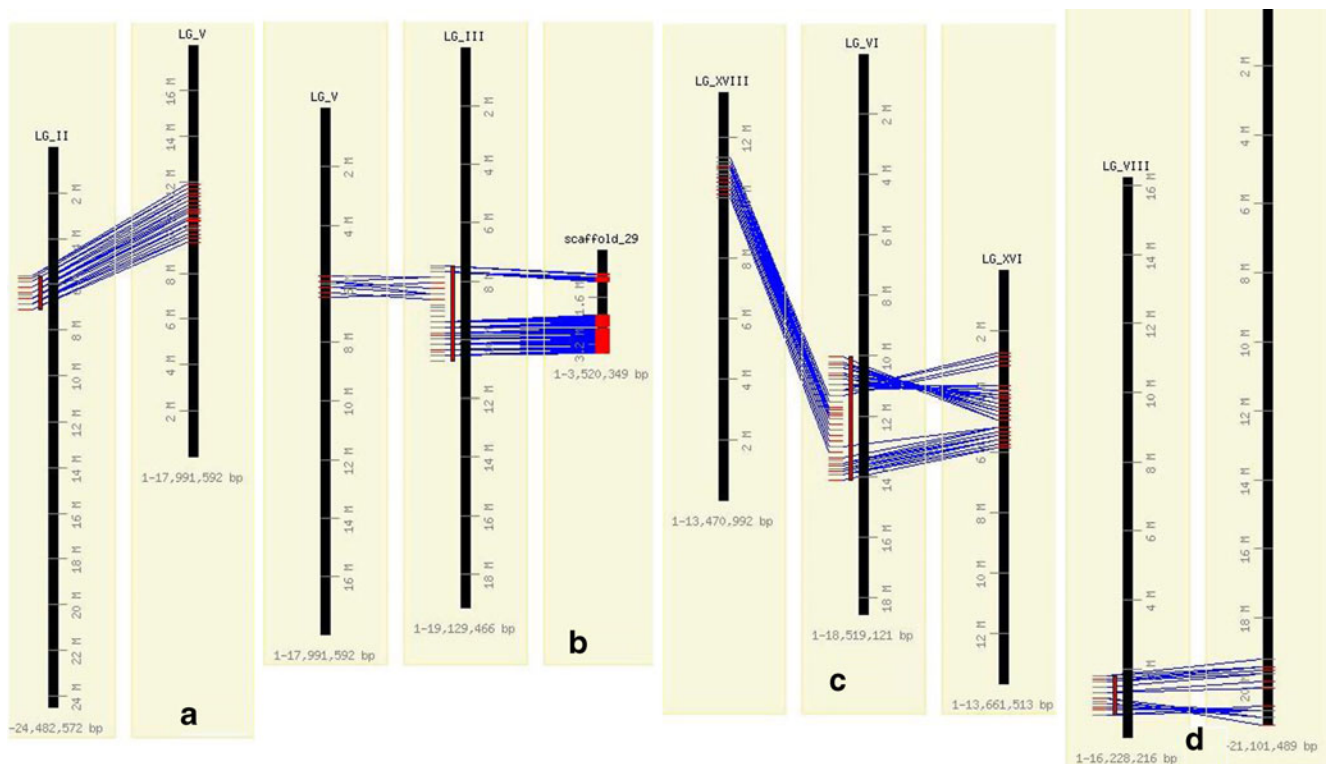 LG_V
16 M
14 M
12 M
8 M
6 M
4 M
2 M
1-17,991,592 bp
LG_II
2 M
8 M
10 M
12 M
14 M
16 M
18 M
20 M
22 M
24 M
-24,482,572 bp
a
LG_V
2 M
4 M
8 M
10 M
12 M
14 M
16 M
1-17,991,592 bp
LG_III
2 M
4 M
6 M
8 M
12 M
14 M
16 M
18 M
1-19,129,466 bp
scaffold_29
1.6 M
3.2 M
1-3,520,349 bp
b
LG_XVIII
12 M
8 M
6 M
4 M
2 M
1-13,470,992 bp
LG_VI
2 M
4 M
6 M
8 M
10 M
12 M
14 M
16 M
18 M
1-18,519,121 bp
LG_XVI
2 M
8 M
10 M
12 M
1-13,661,513 bp
c
LG_VIII
16 M
14 M
12 M
10 M
8 M
6 M
4 M
1-16,228,216 bp
2 M
4 M
6 M
8 M
10 M
12 M
14 M
16 M
18 M
-21,101,489 bp
d